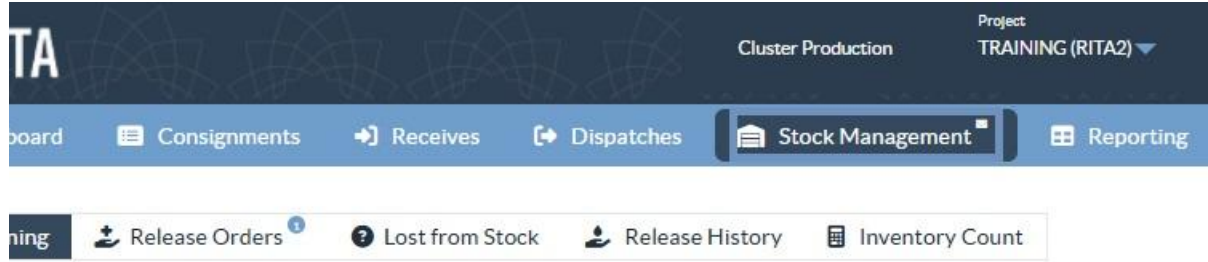 TA
Project
Cluster Production TRAINING (RITA2)
board Consignments Receives Dispatches Stock Management Reporting
ning Release Orders 1 Lost from Stock Release History Inventory Count